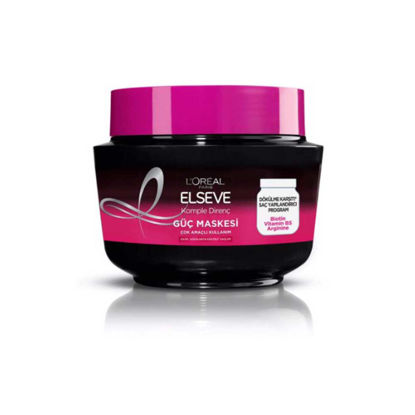 L'ORÉAL
PARIS
ELSEVE
Komple Direnç
GÜÇ MASKESİ
ÇOK AMAÇLI KULLANIM
DÖKÜLME KARŞITI*
SAÇ YAPILANDIRICI
PROGRAM
Biotin
Vitamin B5
Arginine